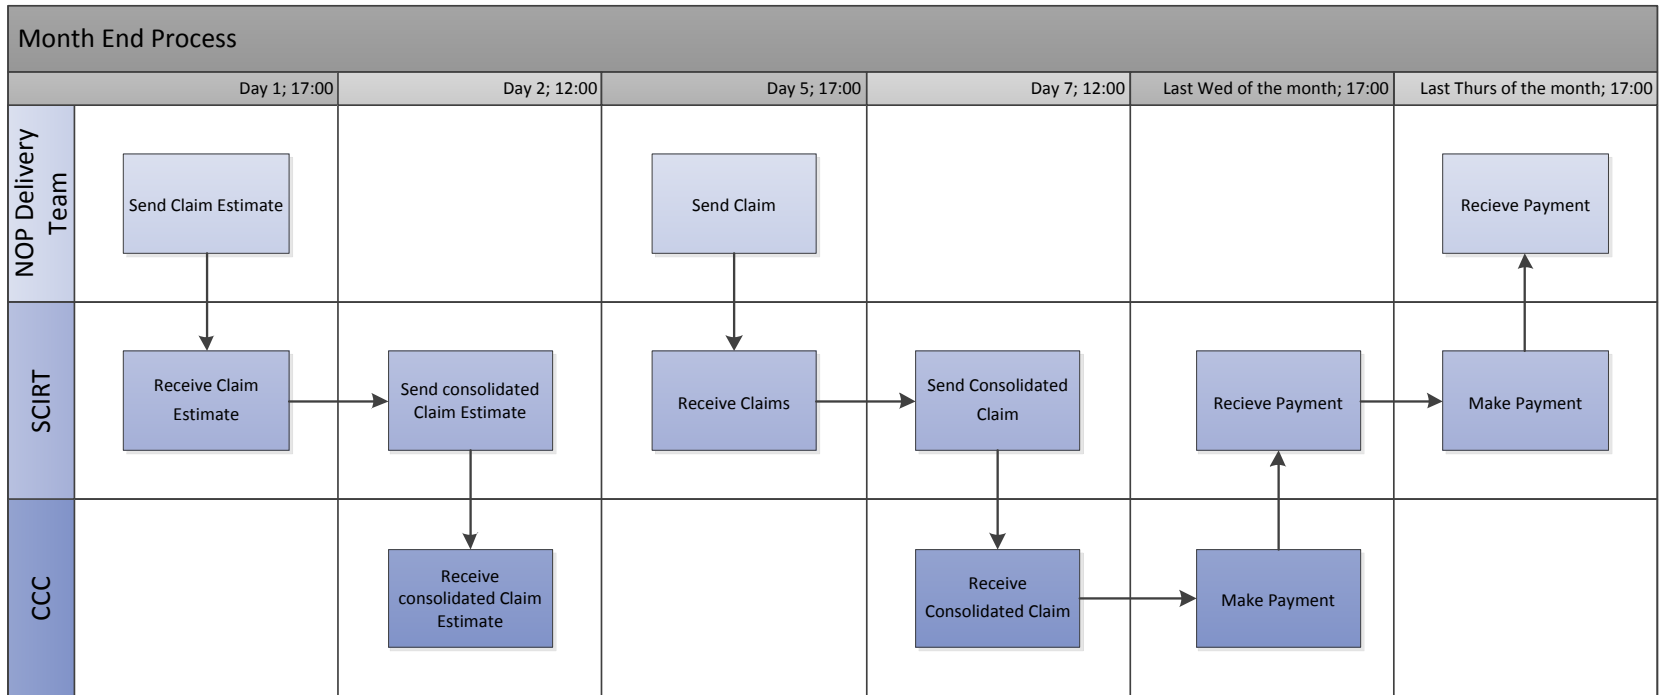 Month End Process
Day 1; 17:00
Day 2; 12:00
Day 5; 17:00
Day 7; 12:00
Last Wed of the month; 17:00
Last Thurs of the month; 17:00
NOP Delivery
Team
Send Claim Estimate
Send Claim
Recieve Payment
SCIRT
Receive Claim
Estimate
Send consolidated
Claim Estimate
Receive Claims
Send Consolidated
Claim
Recieve Payment
Make Payment
CCC
Receive
consolidated Claim
Estimate
Receive
Consolidated Claim
Make Payment